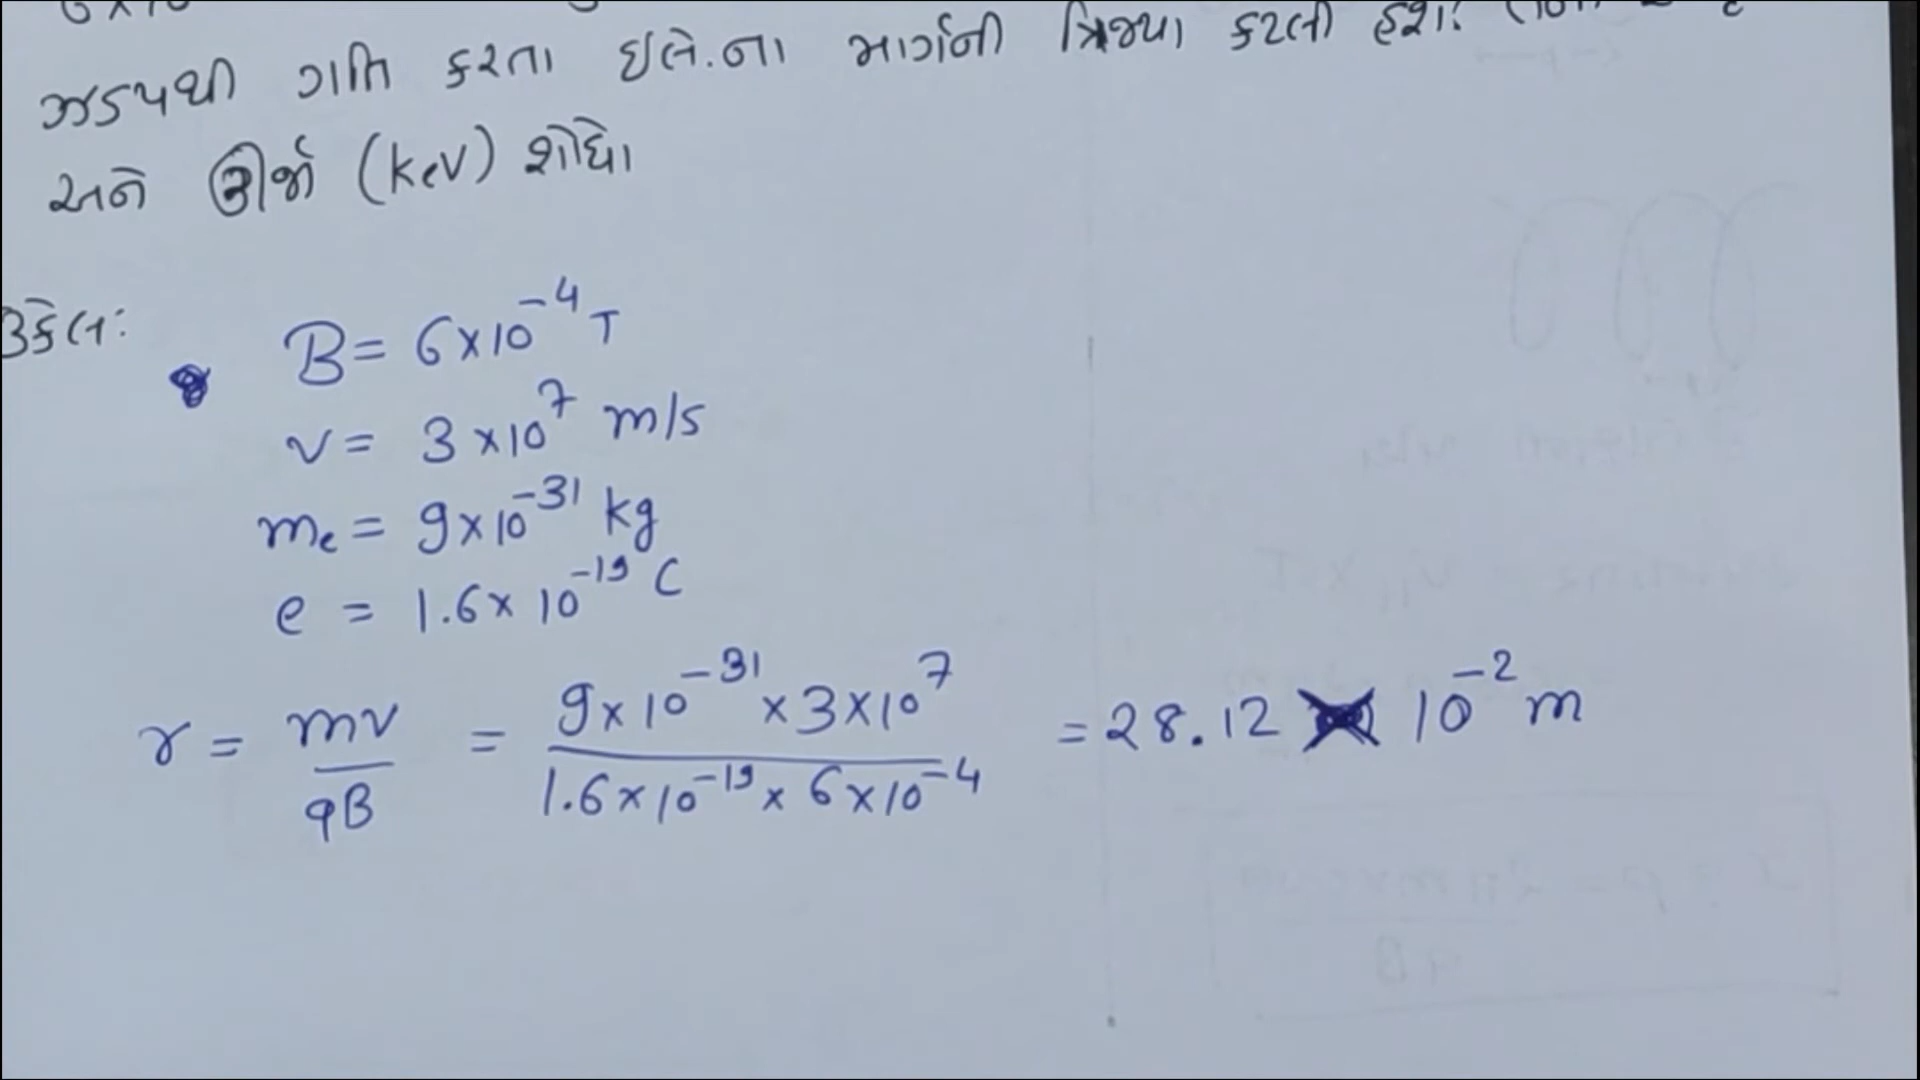 ઝડપથી ગતિ કરતા ઇલે.ના માર્ગની ત્રિજ્યા કેટલી હશે?
અને ઊર્જા (keV) શોધો
ઉકેલ:
B = 6×10⁻⁴ T
v = 3×10⁷ m/s
mₑ = 9×10⁻³¹ kg
e = 1.6×10⁻¹⁹ C
r = mv/qB = 9×10⁻³¹×3×10⁷ / 1.6×10⁻¹⁹×6×10⁻⁴ = 28.12 × 10⁻² m